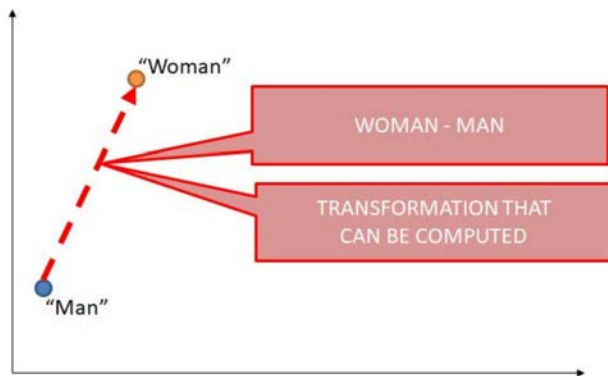 “Woman”
WOMAN - MAN
TRANSFORMATION THAT
CAN BE COMPUTED
“Man”